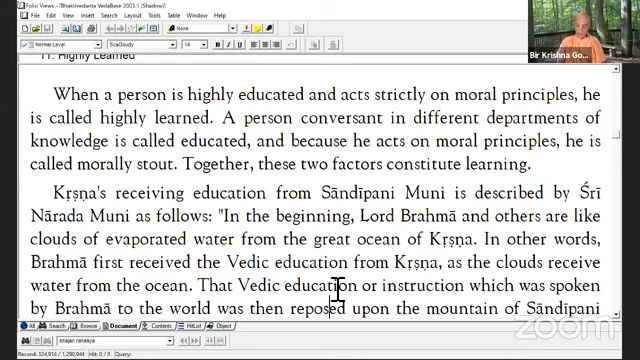 Folio Views - [Bhaktivedanta VedaBase 2003.1 (Shadow)]
File Edit View Search Insert Layout Tools Window Help
<None>
Normal Level ScaGoudy 14
11. Highly Learned
When a person is highly educated and acts strictly on moral principles, he
is called highly learned. A person conversant in different departments of
knowledge is called educated, and because he acts on moral principles, he is
called morally stout. Together, these two factors constitute learning.
Kṛṣṇa's receiving education from Sāndīpani Muni is described by Śrī
Nārada Muni as follows: "In the beginning, Lord Brahmā and others are like
clouds of evaporated water from the great ocean of Kṛṣṇa. In other words,
Brahmā first received the Vedic education from Kṛṣṇa, as the clouds receive
water from the ocean. That Vedic education or instruction which was spoken
by Brahmā to the world was then reposed upon the mountain of Sāndīpani
All Search Browse Document Contents HitList Object
bhajan rahasya
Record: 324,916 / 1,298,944 Hit: 0 / 0
Bir Krishna Go...
zoom